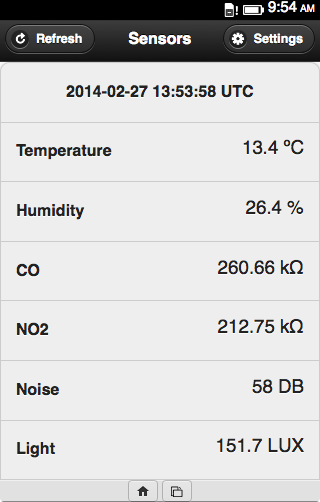 9:54 AM
Refresh Sensors Settings
2014-02-27 13:53:58 UTC
Temperature 13.4 ºC
Humidity 26.4 %
CO 260.66 kΩ
NO2 212.75 kΩ
Noise 58 DB
Light 151.7 LUX